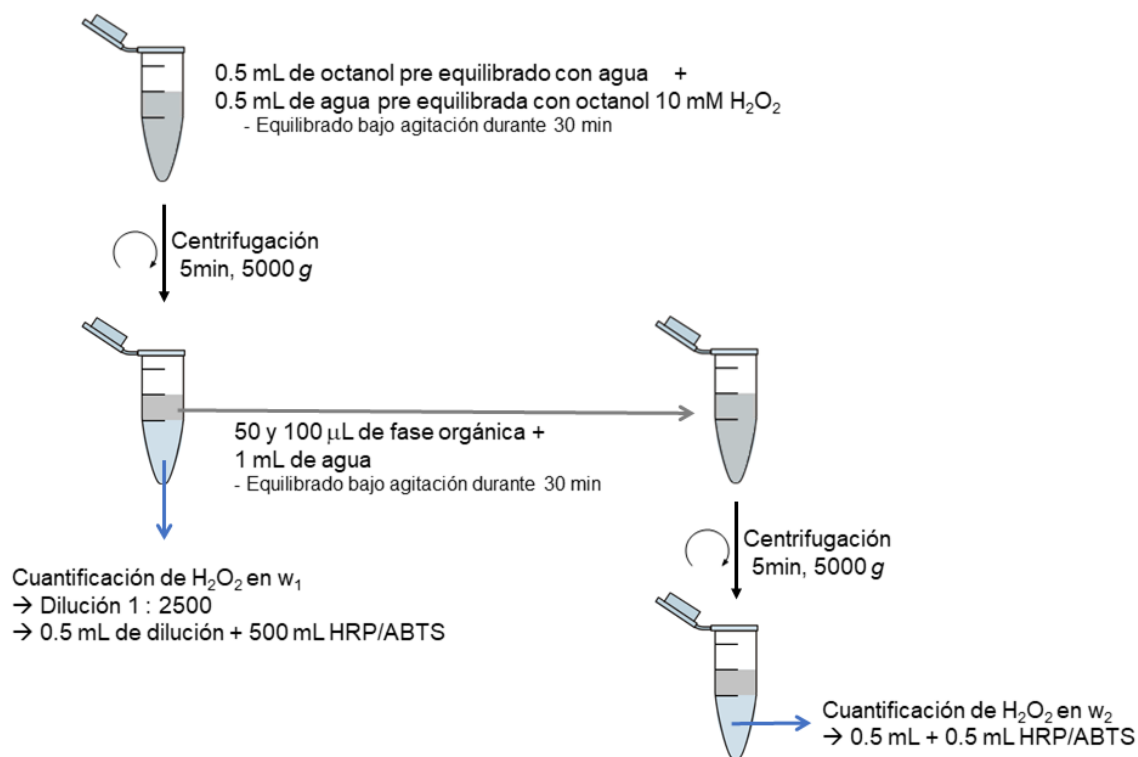 0.5 mL de octanol pre equilibrado con agua +
0.5 mL de agua pre equilibrada con octanol 10 mM H₂O₂
- Equilibrado bajo agitación durante 30 min
Centrifugación
5min, 5000 g
50 y 100 μL de fase orgánica +
1 mL de agua
- Equilibrado bajo agitación durante 30 min
Centrifugación
5min, 5000 g
Cuantificación de H₂O₂ en w₁
→ Dilución 1 : 2500
→ 0.5 mL de dilución + 500 mL HRP/ABTS
Cuantificación de H₂O₂ en w₂
→ 0.5 mL + 0.5 mL HRP/ABTS